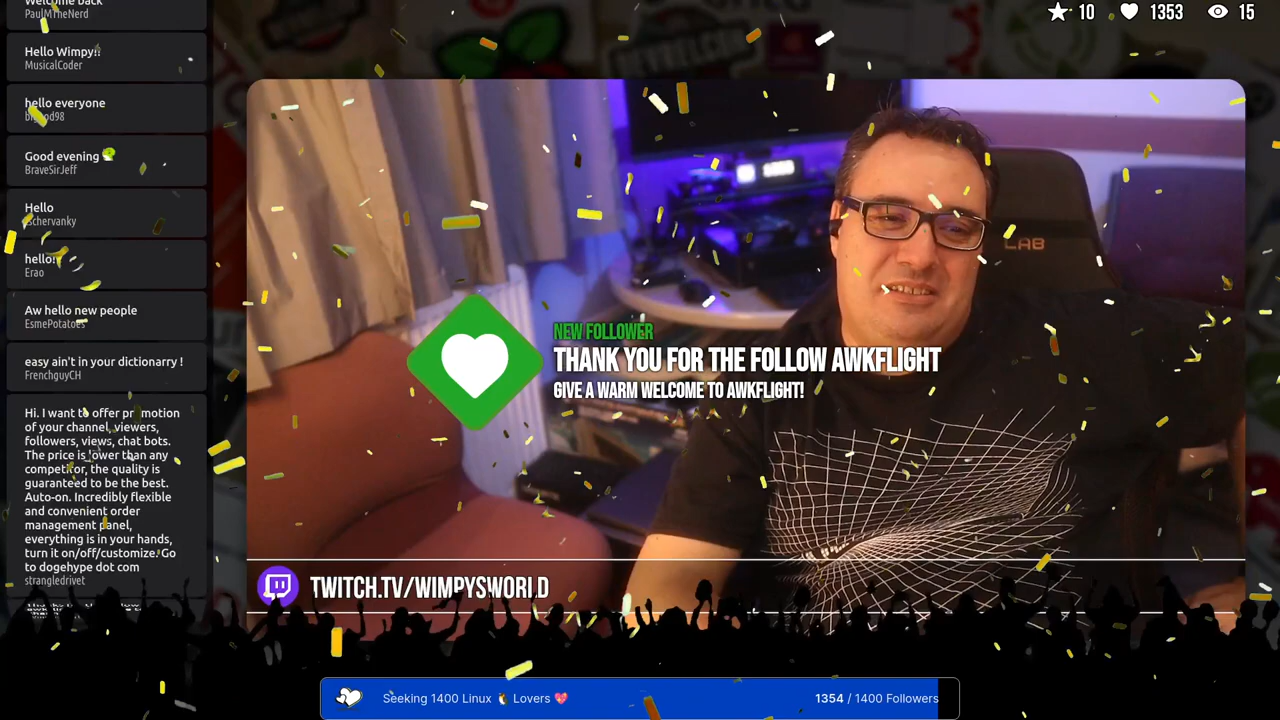 Welcome back
PaulMTheNerd
Hello Wimpy!!
MusicalCoder
hello everyone
Good evening
BraveSirJeff
Hello
schervanky
hello!
Erao
Aw hello new people
EsmePotatoes
easy ain't in your dictionarry !
FrenchguyCH
Hi. I want to offer promotion
of your channel, viewers,
followers, views, chat bots.
The price is lower than any
competitor, the quality is
guaranteed to be the best.
Auto-on. Incredibly flexible
and convenient order
management panel,
everything is in your hands,
turn it on/off/customize. Go
to dogehype dot com
strangledrivet
10
1353
15
LAB
NEW FOLLOWER
THANK YOU FOR THE FOLLOW AWKFLIGHT
GIVE A WARM WELCOME TO AWKFLIGHT!
TWITCH.TV/WIMPYSWORLD
Seeking 1400 Linux 🐧 Lovers 💖
1354 / 1400 Followers